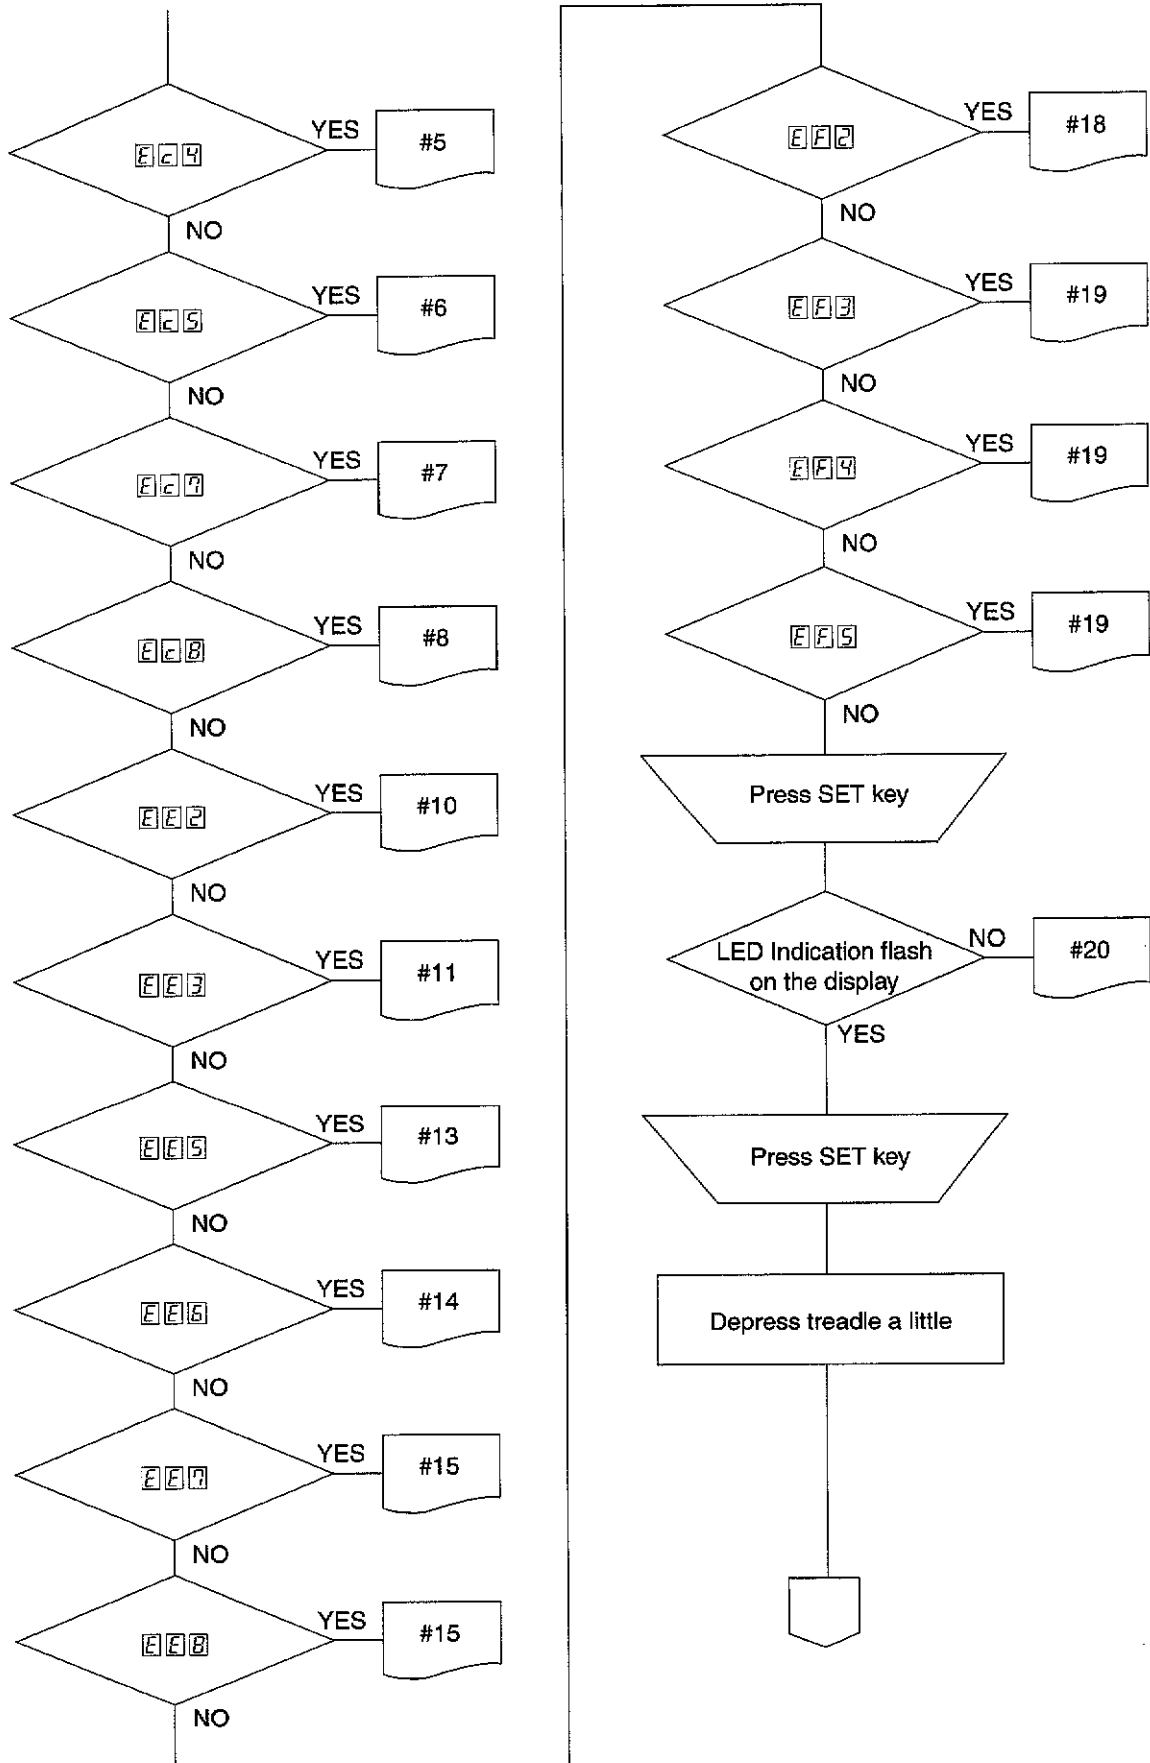 Ec4
YES
#5
NO
Ec5
YES
#6
NO
Ec7
YES
#7
NO
Ec8
YES
#8
NO
EE2
YES
#10
NO
EE3
YES
#11
NO
EE5
YES
#13
NO
EE6
YES
#14
NO
EE7
YES
#15
NO
EE8
YES
#15
NO
EF2
YES
#18
NO
EF3
YES
#19
NO
EF4
YES
#19
NO
EF5
YES
#19
NO
Press SET key
LED Indication flash
on the display
NO
#20
YES
Press SET key
Depress treadle a little